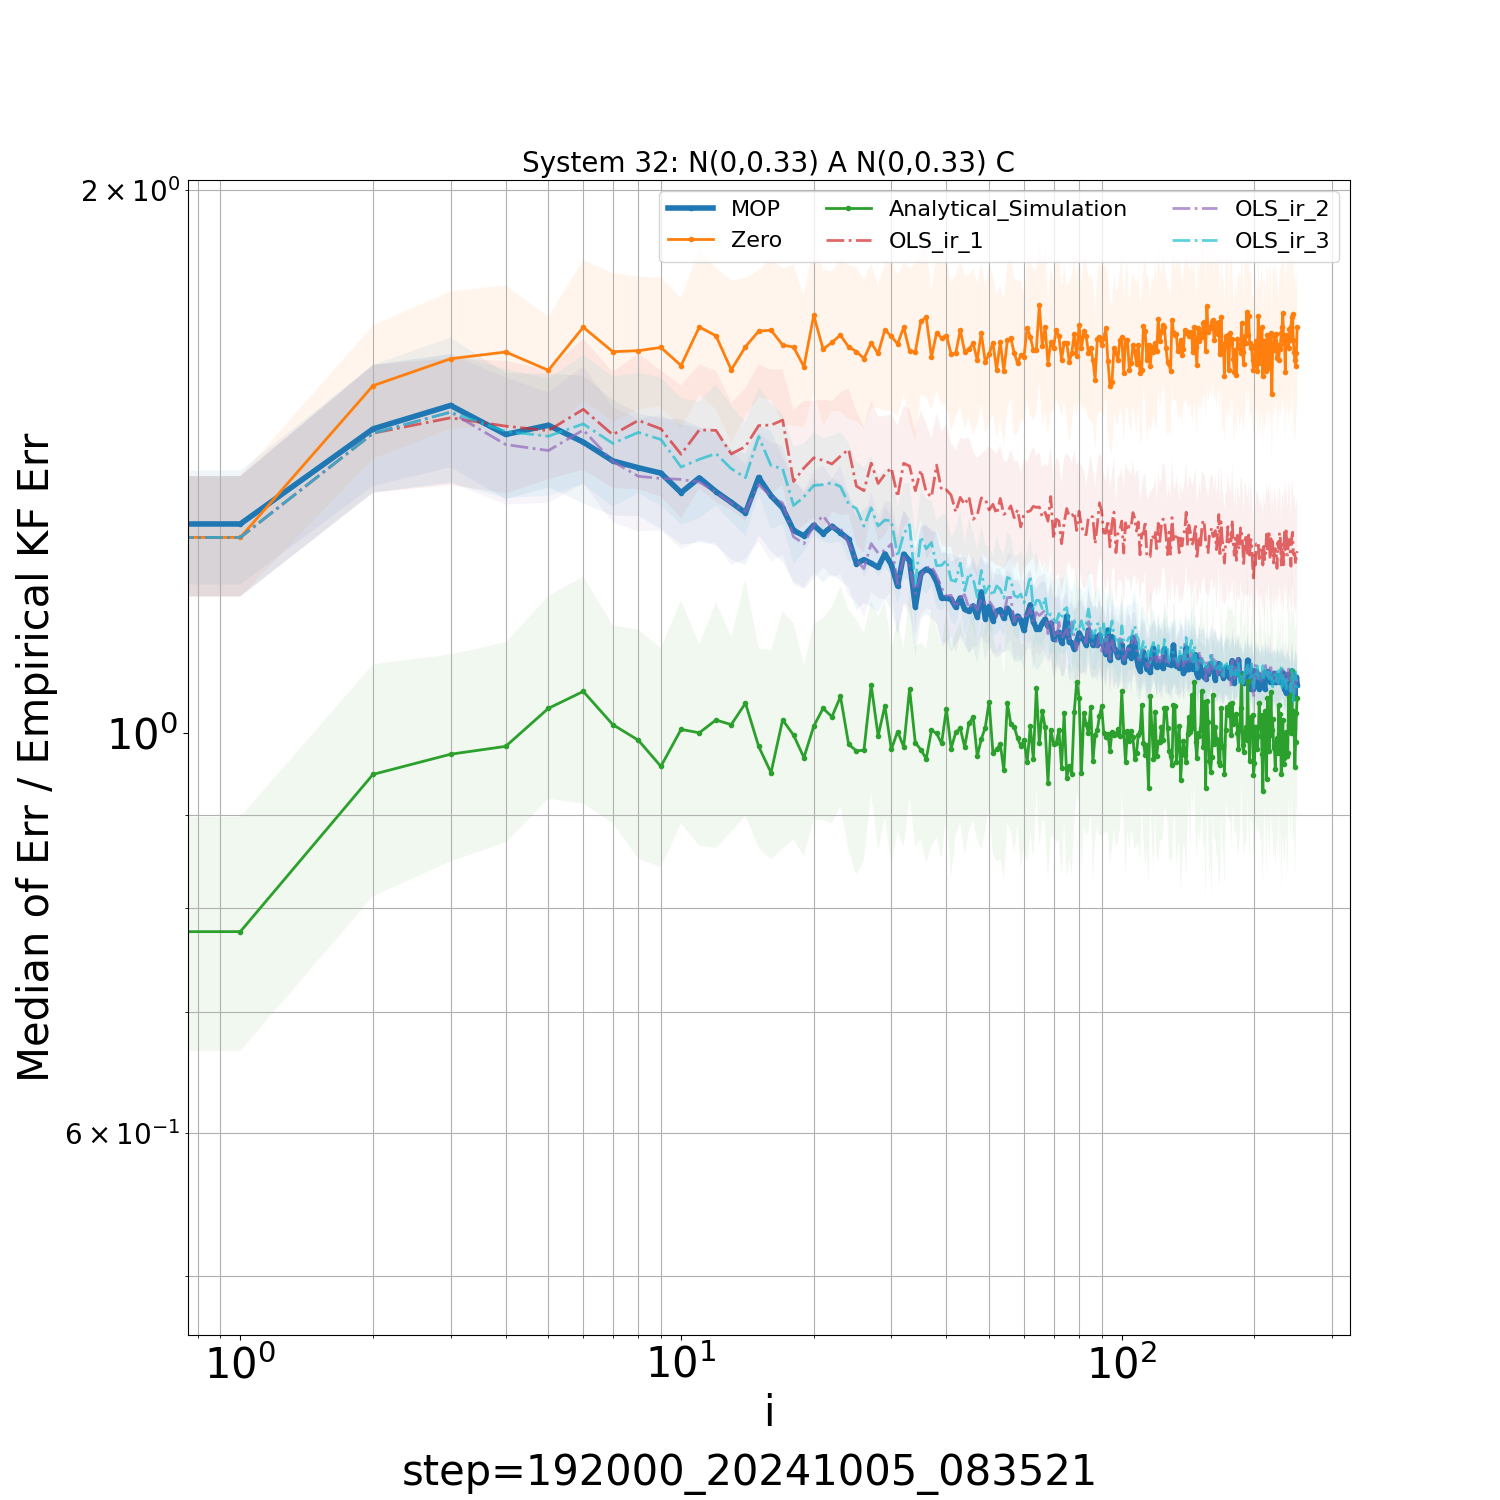 System 32: N(0,0.33) A N(0,0.33) C
2 × 10⁰
10⁰
6 × 10⁻¹
Median of Err / Empirical KF Err
MOP
Zero
Analytical_Simulation
OLS_ir_1
OLS_ir_2
OLS_ir_3
10⁰ 10¹ 10²
i
step=192000_20241005_083521